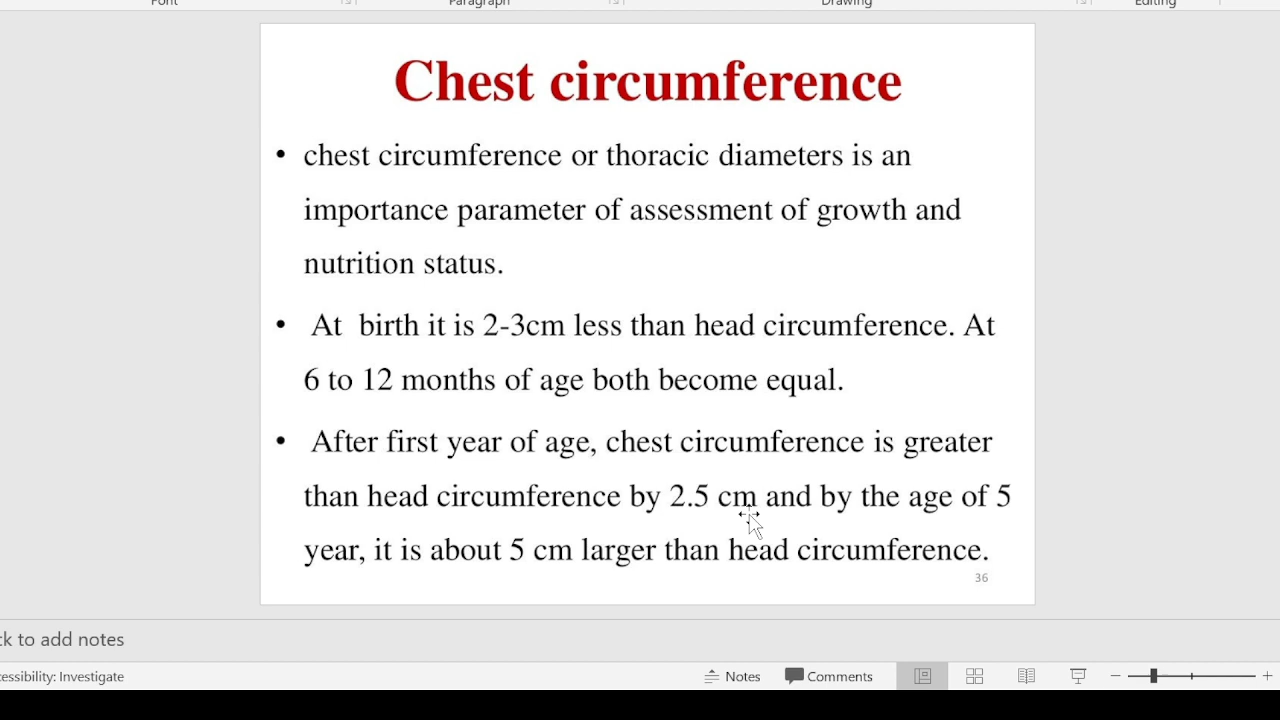 Font Paragraph Drawing Editing
Chest circumference
• chest circumference or thoracic diameters is an
importance parameter of assessment of growth and
nutrition status.
• At birth it is 2-3cm less than head circumference. At
6 to 12 months of age both become equal.
• After first year of age, chest circumference is greater
than head circumference by 2.5 cm and by the age of 5
year, it is about 5 cm larger than head circumference.
36
ck to add notes
cessibility: Investigate Notes Comments